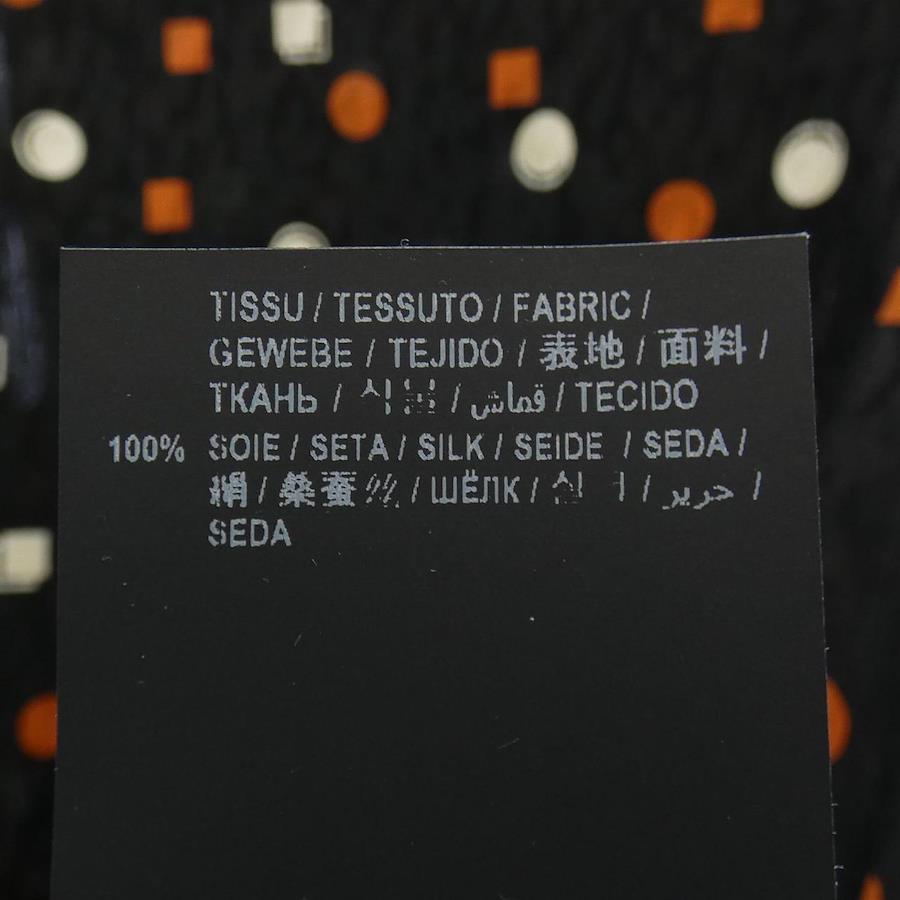 TISSU / TESSUTO / FABRIC /
GEWEBE / TEJIDO / 表地 / 面料 /
ТКАНЬ / / قماش / TECIDO
100% SOIE / SETA / SILK / SEIDE / SEDA /
絹 / 桑蚕丝 / ШЁЛК / / حرير /
SEDA